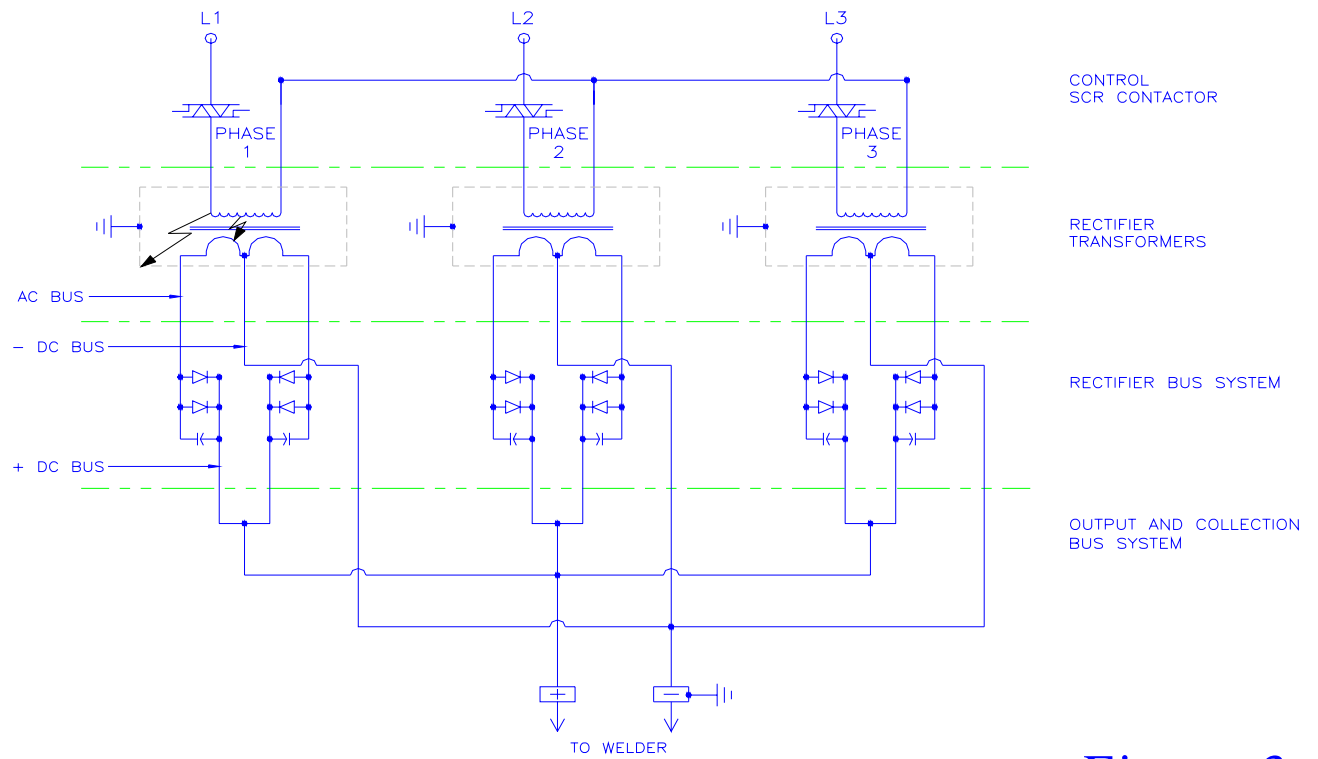 L1
L2
L3
CONTROL
SCR CONTACTOR
PHASE
1
PHASE
2
PHASE
3
RECTIFIER
TRANSFORMERS
AC BUS
− DC BUS
RECTIFIER BUS SYSTEM
+ DC BUS
OUTPUT AND COLLECTION
BUS SYSTEM
+
−
TO WELDER